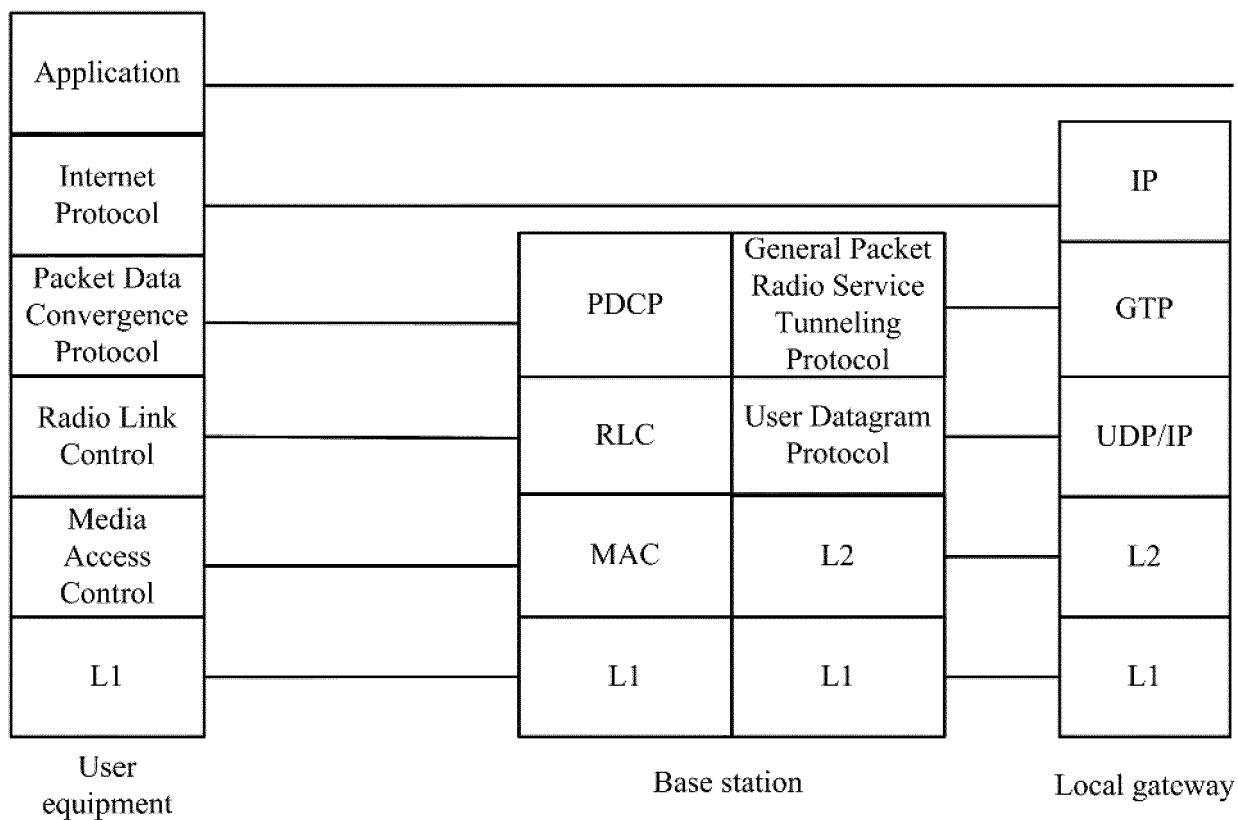 Application
Internet
Protocol
Packet Data
Convergence
Protocol
Radio Link
Control
Media
Access
Control
L1
User
equipment
PDCP
RLC
MAC
L1
General Packet
Radio Service
Tunneling
Protocol
User Datagram
Protocol
L2
L1
Base station
IP
GTP
UDP/IP
L2
L1
Local gateway